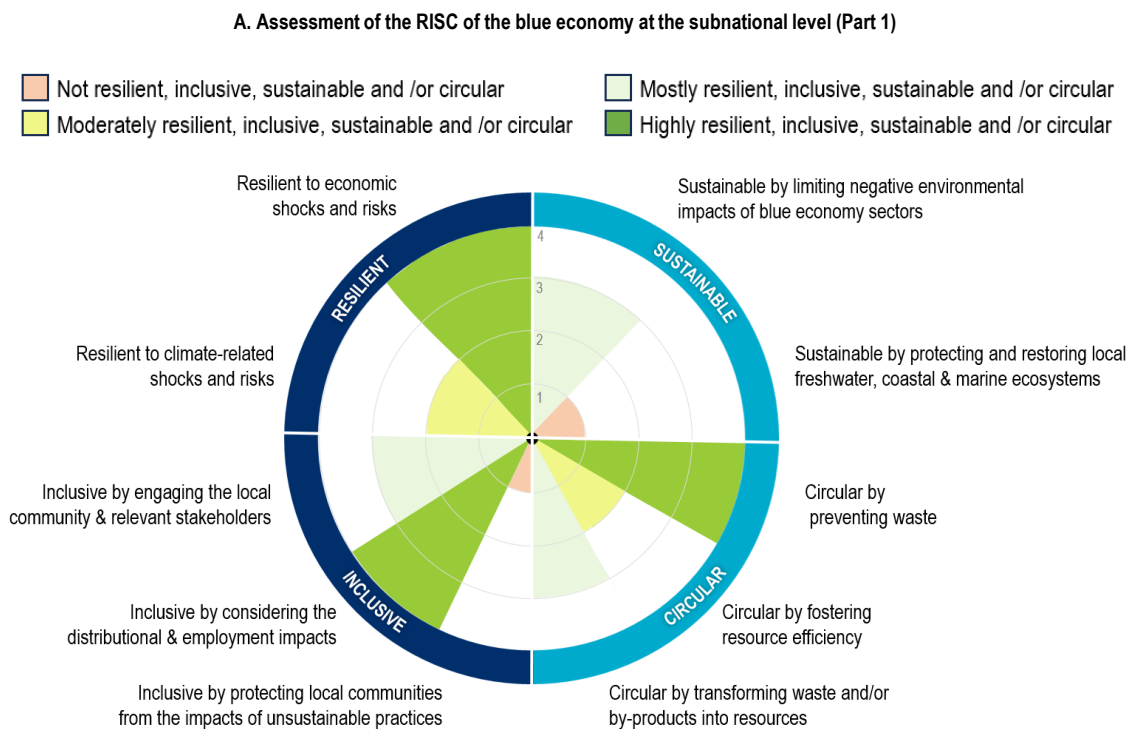 A. Assessment of the RISC of the blue economy at the subnational level (Part 1)
Not resilient, inclusive, sustainable and /or circular
Mostly resilient, inclusive, sustainable and /or circular
Moderately resilient, inclusive, sustainable and /or circular
Highly resilient, inclusive, sustainable and /or circular
Resilient to economic
shocks and risks
Sustainable by limiting negative environmental
impacts of blue economy sectors
RESILIENT
SUSTAINABLE
4
3
2
1
Resilient to climate-related
shocks and risks
Sustainable by protecting and restoring local
freshwater, coastal & marine ecosystems
Inclusive by engaging the local
community & relevant stakeholders
Circular by
preventing waste
INCLUSIVE
CIRCULAR
Inclusive by considering the
distributional & employment impacts
Circular by fostering
resource efficiency
Inclusive by protecting local communities
from the impacts of unsustainable practices
Circular by transforming waste and/or
by-products into resources